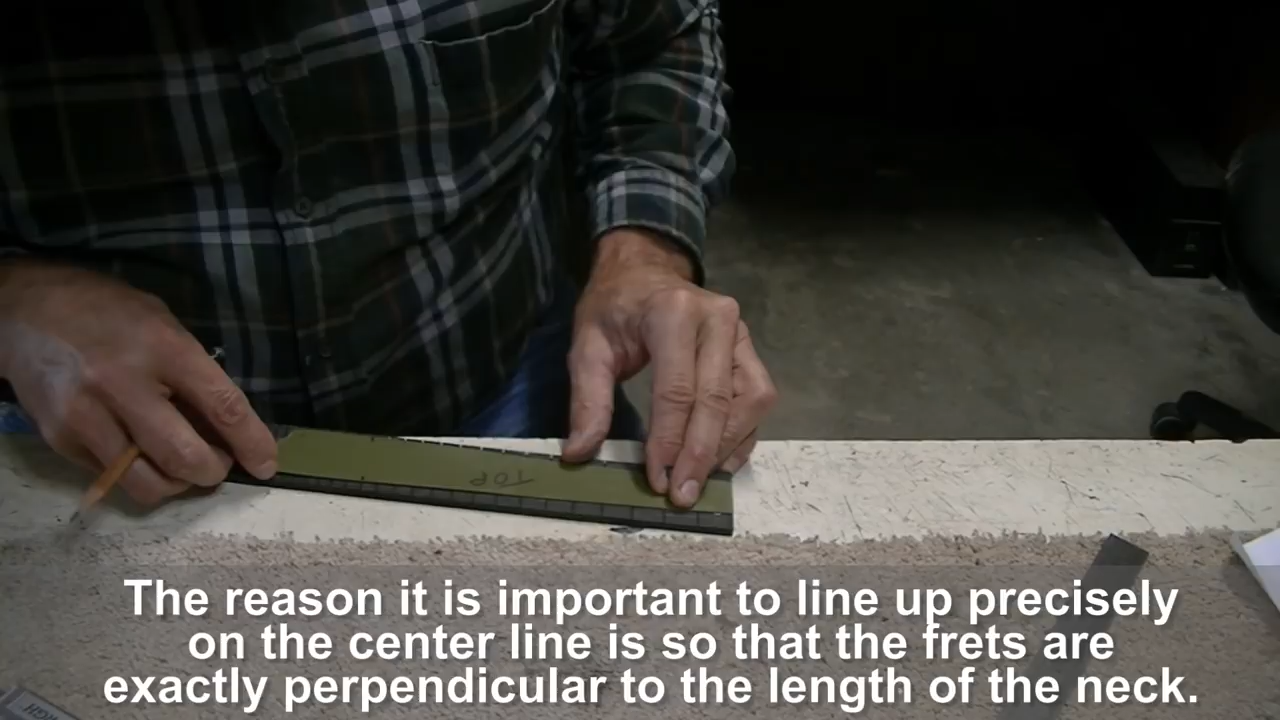 TOP
The reason it is important to line up precisely
on the center line is so that the frets are
exactly perpendicular to the length of the neck.